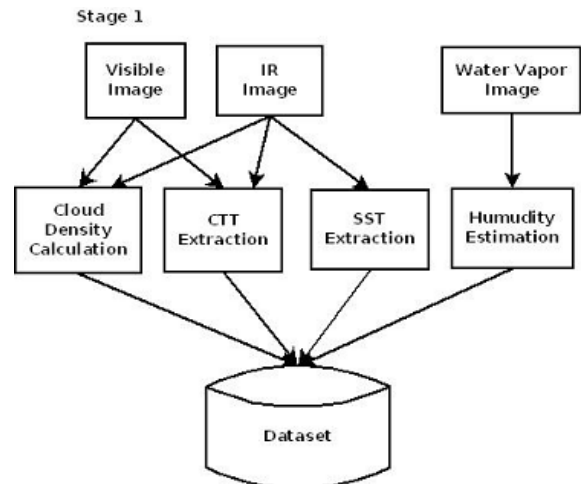 Stage 1
Visible
Image
IR
Image
Water Vapor
Image
Cloud
Density
Calculation
CTT
Extraction
SST
Extraction
Humudity
Estimation
Dataset